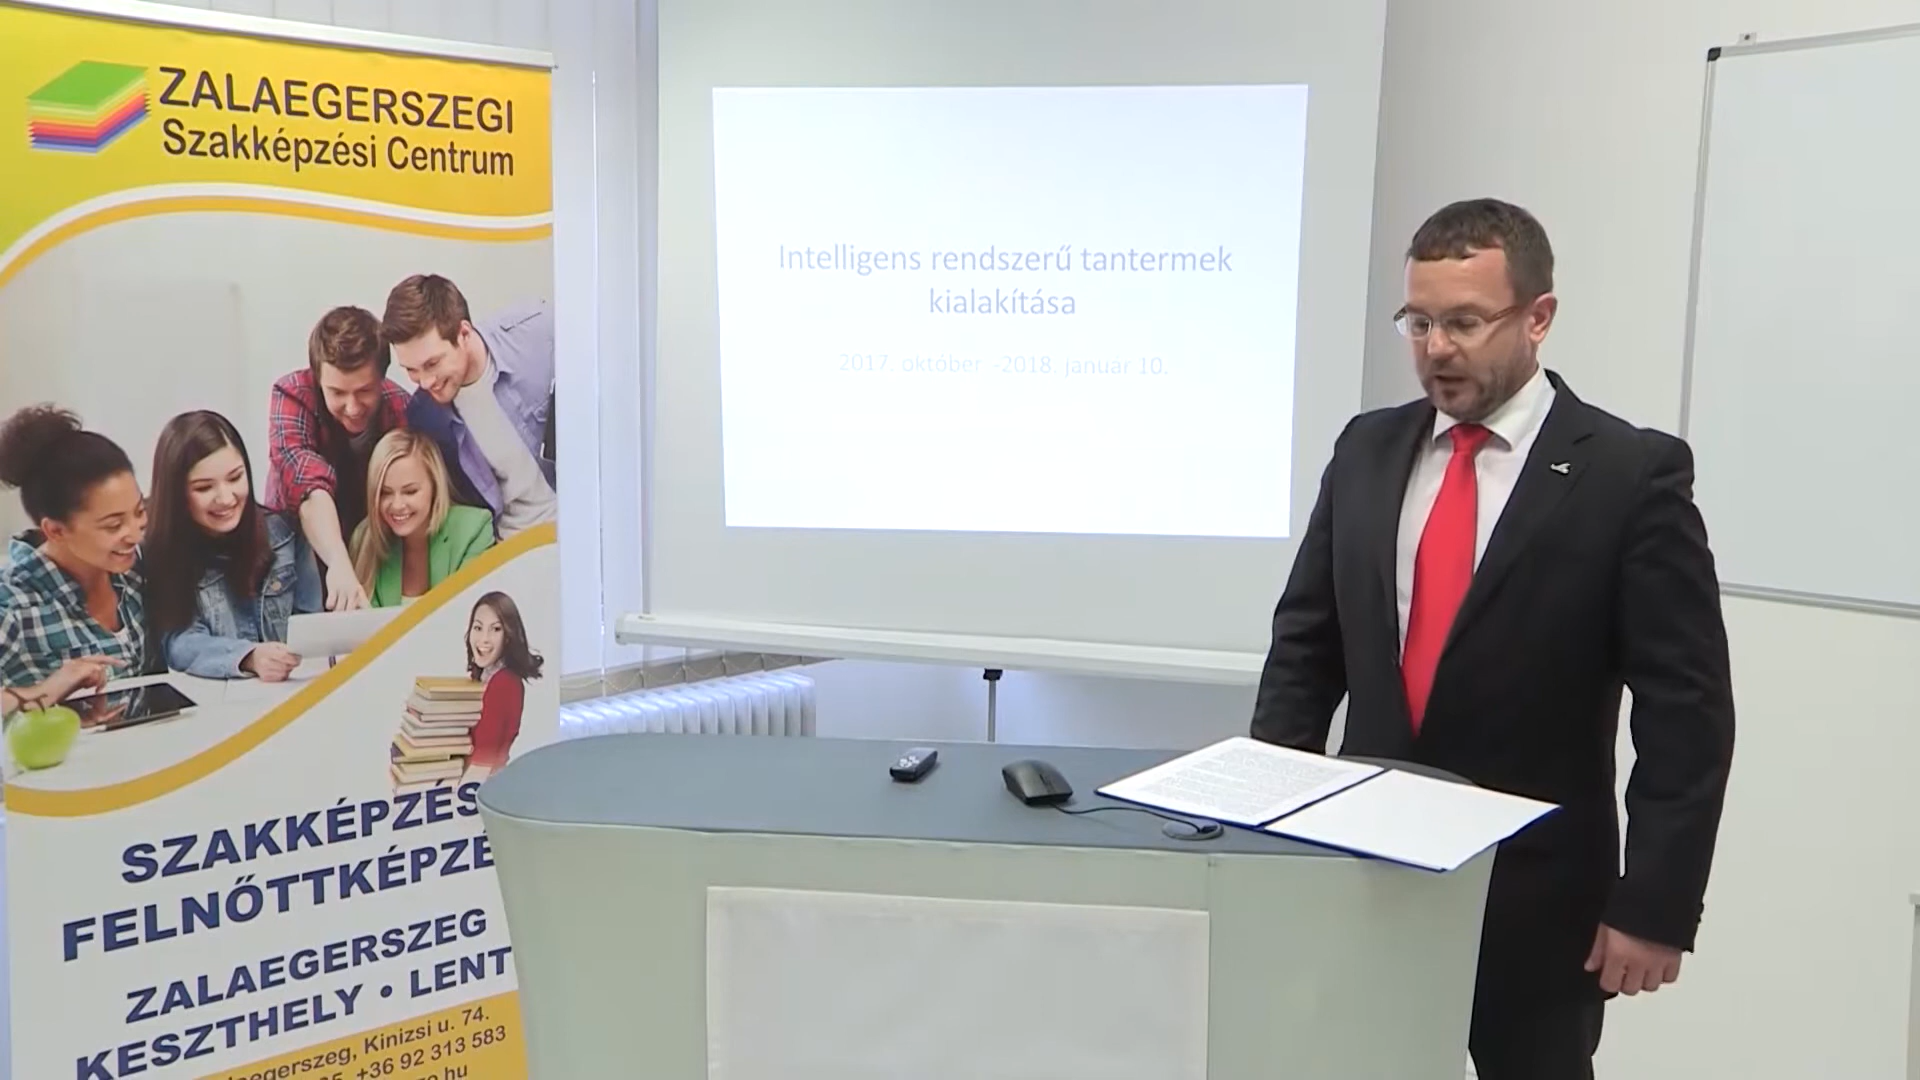 ZALAEGERSZEGI
Szakképzési Centrum
SZAKKÉPZÉS
FELNŐTTKÉPZÉ
ZALAEGERSZEG
KESZTHELY • LENT
Kinizsi u. 74.
+36 92 313 583
Intelligens rendszerű tantermek
kialakítása
2017. október -2018. január 10.